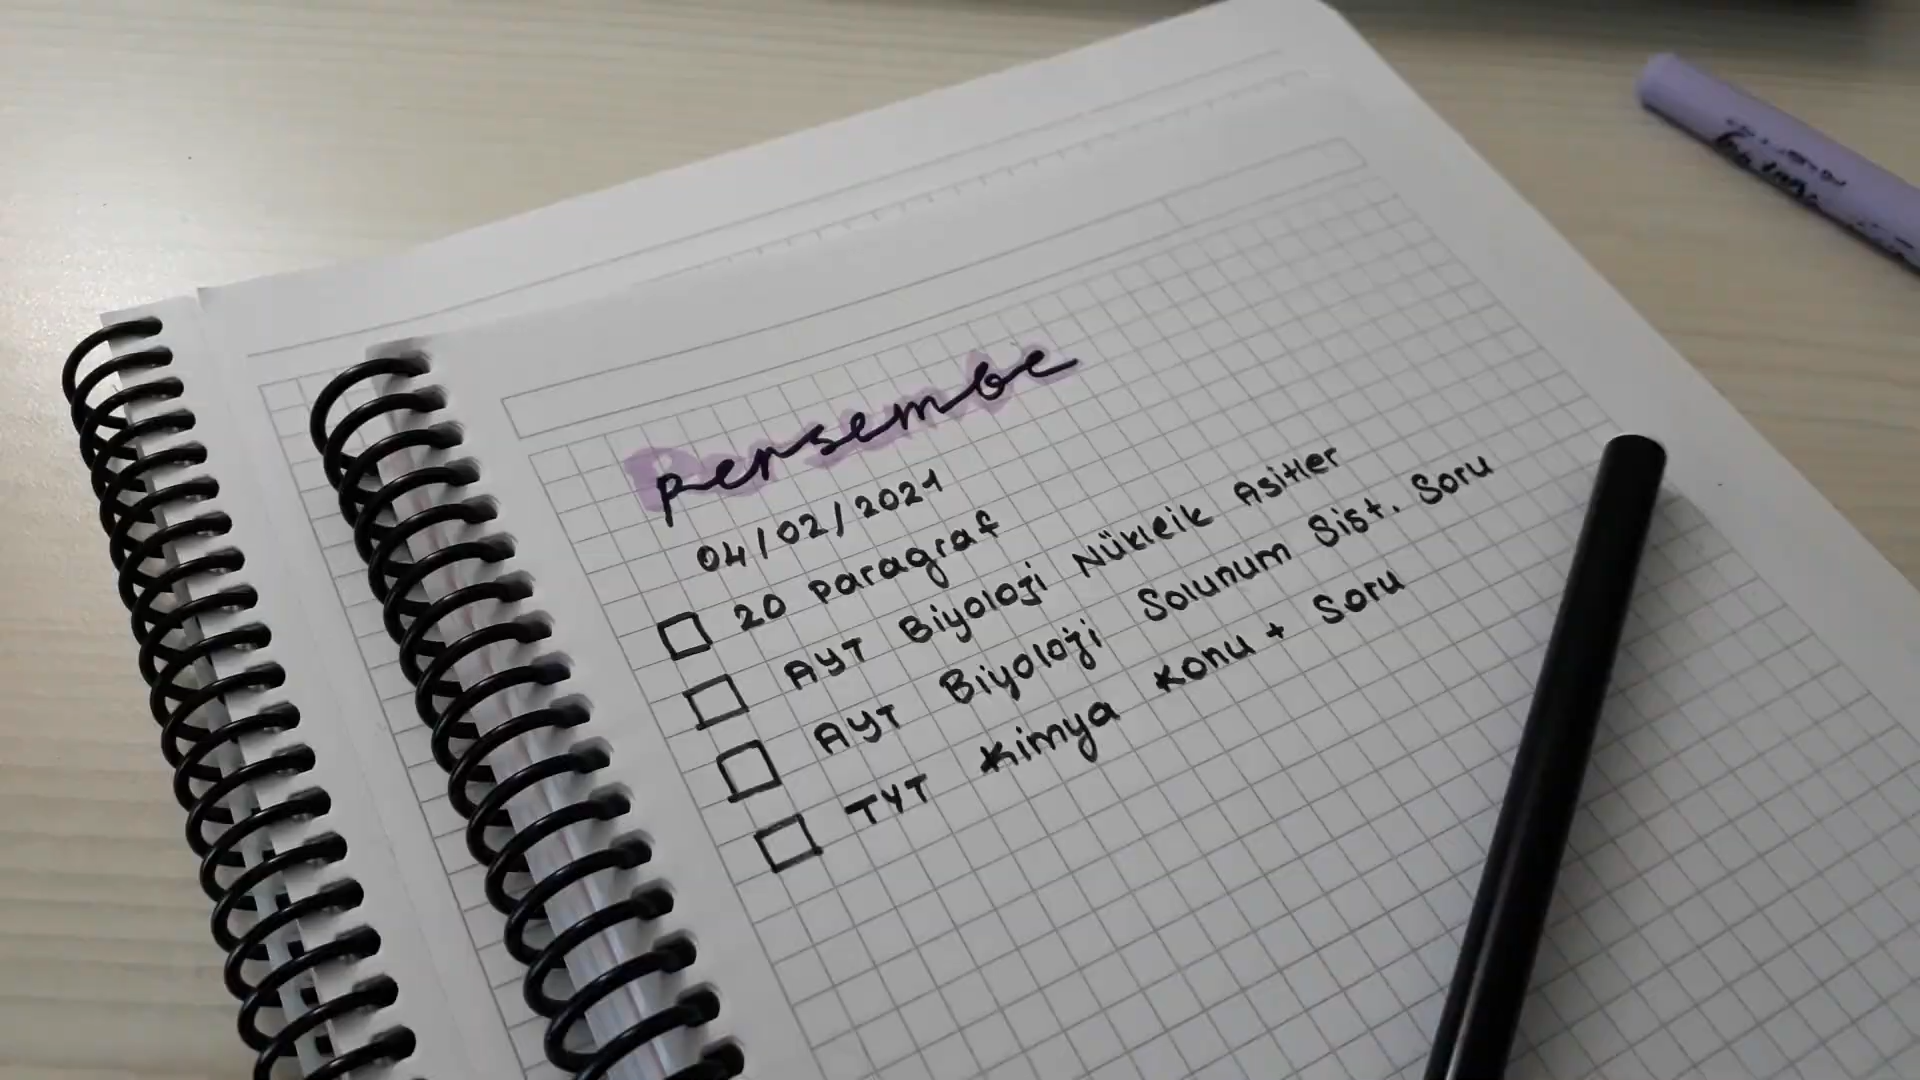 persembe
04/02/2021
20 paragraf
AYT Biyoloji Nükleik Asitler
AYT Biyoloji Solunum Sist. Soru
TYT Kimya Konu + Soru